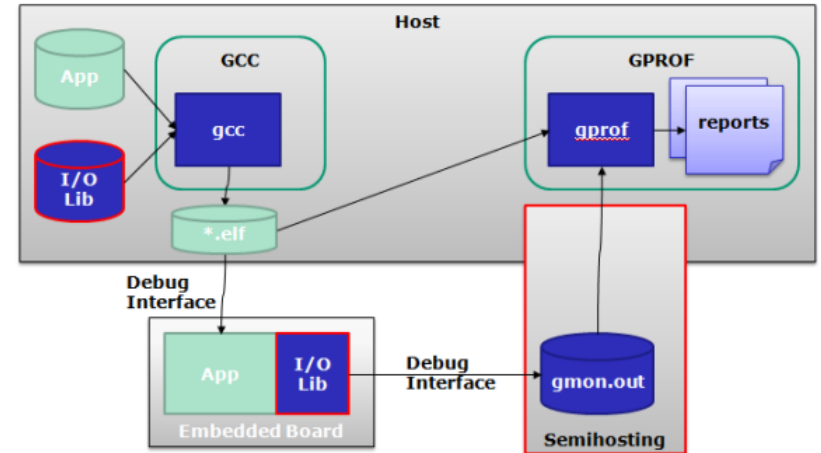 Host
GCC
GPROF
App
gcc
gprof
reports
I/O
Lib
*.elf
Debug
Interface
App
I/O
Lib
Debug
Interface
gmon.out
Embedded Board
Semihosting